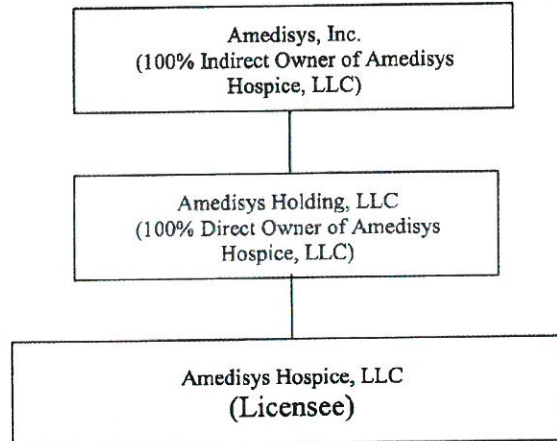 Amedisys, Inc.
(100% Indirect Owner of Amedisys
Hospice, LLC)
Amedisys Holding, LLC
(100% Direct Owner of Amedisys
Hospice, LLC)
Amedisys Hospice, LLC
(Licensee)